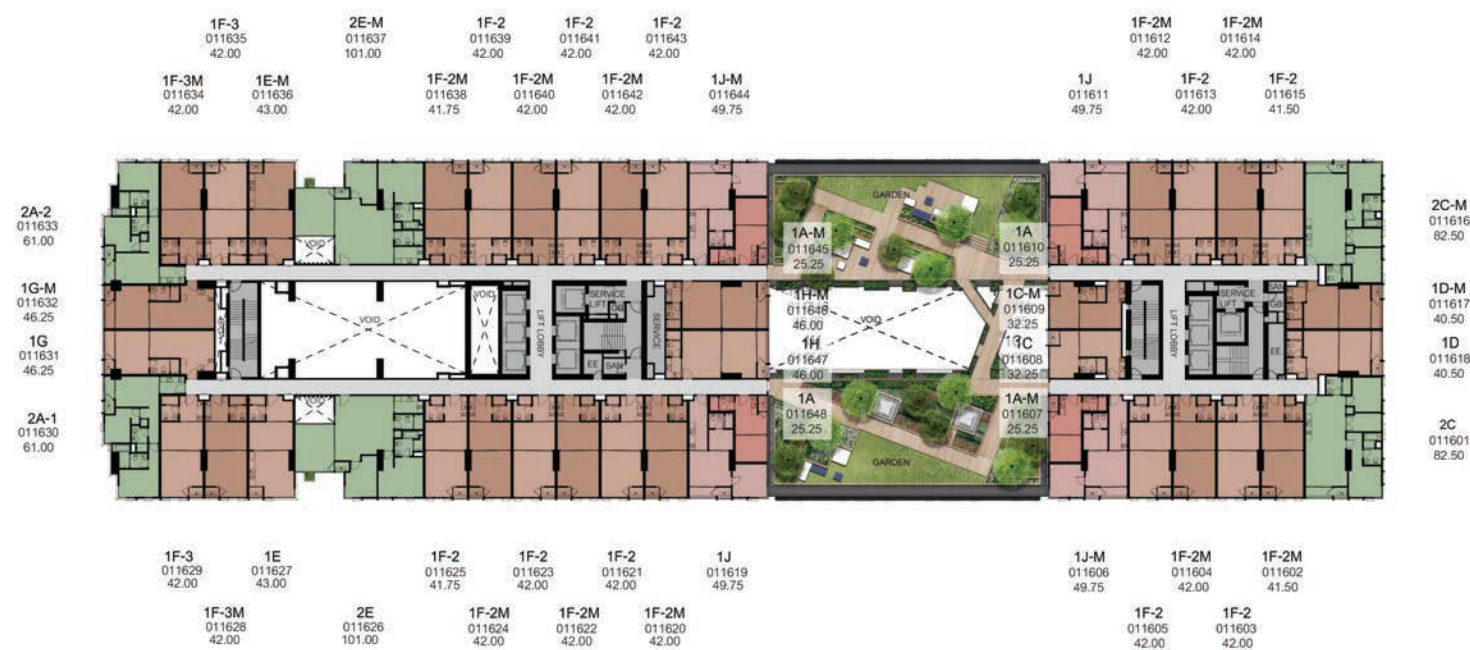 1F-3
011635
42.00
2E-M
011637
101.00
1F-2
011639
42.00
1F-2
011641
42.00
1F-2
011643
42.00
1F-2M
011612
42.00
1F-2M
011614
42.00
1F-3M
011634
42.00
1E-M
011636
43.00
1F-2M
011638
41.75
1F-2M
011640
42.00
1F-2M
011642
42.00
1J-M
011644
49.75
1J
011611
49.75
1F-2
011613
42.00
1F-2
011615
41.50
2A-2
011633
61.00
VOID
GARDEN
1A-M
011645
25.25
1A
011610
25.25
2C-M
011616
82.50
1G-M
011632
46.25
1G
011631
46.25
VOID
VOID
LIFT LOBBY
SERVICE
LIFT
DB
EE
SAN
SERVICE
1H-M
011646
46.00
VOID
1H
011647
46.00
1C-M
011609
32.25
1C
011608
32.25
LIFT LOBBY
SERVICE
LIFT
SAN
DB
EE
1D-M
011617
40.50
1D
011618
40.50
2A-1
011630
61.00
VOID
1A
011648
25.25
1A-M
011607
25.25
GARDEN
2C
011601
82.50
1F-3
011629
42.00
1E
011627
43.00
1F-2
011625
41.75
1F-2
011623
42.00
1F-2
011621
42.00
1J
011619
49.75
1J-M
011606
49.75
1F-2M
011604
42.00
1F-2M
011602
41.50
1F-3M
011628
42.00
2E
011626
101.00
1F-2M
011624
42.00
1F-2M
011622
42.00
1F-2M
011620
42.00
1F-2
011605
42.00
1F-2
011603
42.00